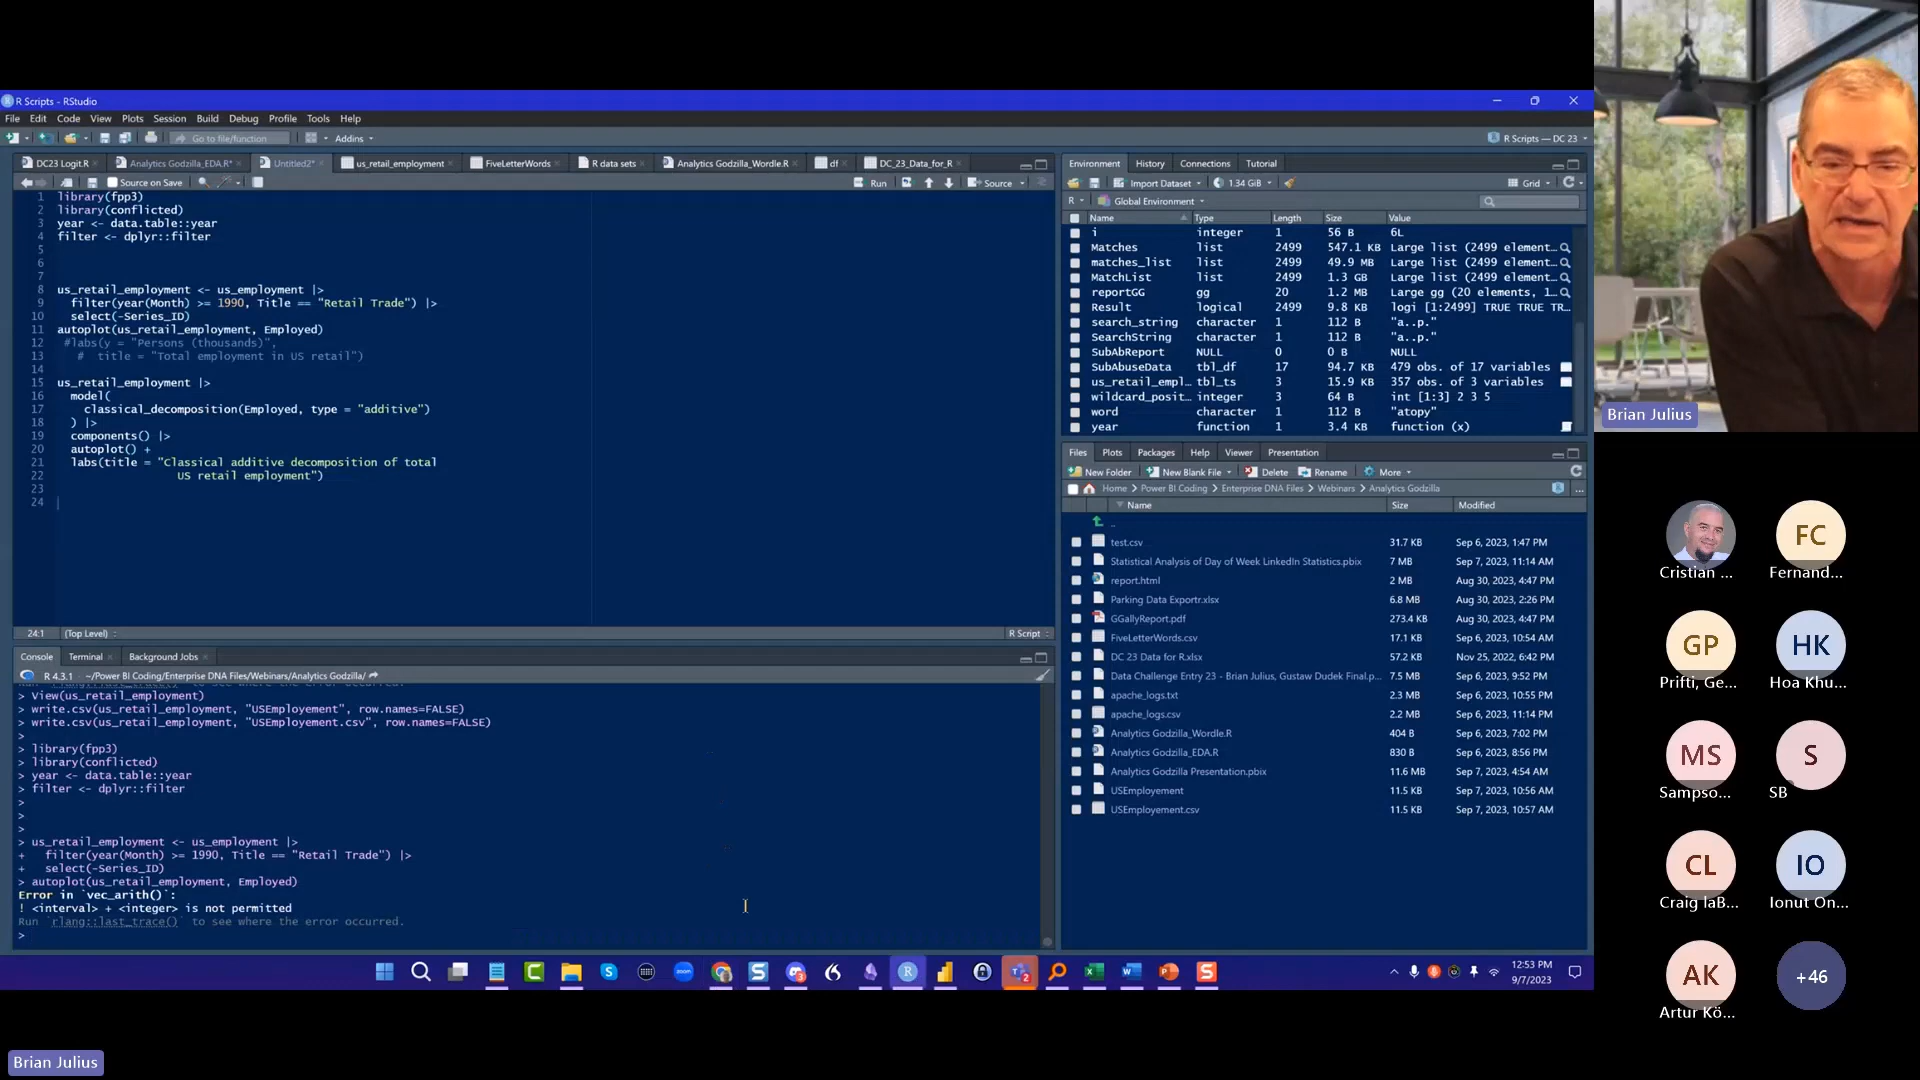 R Scripts - RStudio
File Edit Code View Plots Session Build Debug Profile Tools Help
Go to file/function
Addins
R Scripts — DC 23
DC23 Logit.R
Analytics Godzilla_EDA.R*
Untitled2*
us_retail_employment
FiveLetterWords
R data sets
Analytics Godzilla_Wordle.R
df
DC_23_Data_for_R
Source on Save
Run
Source
1 library(fpp3)
2 library(conflicted)
3 year <- data.table::year
4 filter <- dplyr::filter
5
6
7
8 us_retail_employment <- us_employment |>
9 filter(year(Month) >= 1990, Title == "Retail Trade") |>
10 select(-Series_ID)
11 autoplot(us_retail_employment, Employed)
12 #labs(y = "Persons (thousands)",
13 # title = "Total employment in US retail")
14
15 us_retail_employment |>
16 model(
17 classical_decomposition(Employed, type = "additive")
18 ) |>
19 components() |>
20 autoplot() +
21 labs(title = "Classical additive decomposition of total
22 US retail employment")
23
24
24:1 (Top Level)
R Script
Console Terminal Background Jobs
R 4.3.1 · ~/Power BI Coding/Enterprise DNA Files/Webinars/Analytics Godzilla/
> View(us_retail_employment)
> write.csv(us_retail_employment, "USEmployement", row.names=FALSE)
> write.csv(us_retail_employment, "USEmployement.csv", row.names=FALSE)
>
> library(fpp3)
> library(conflicted)
> year <- data.table::year
> filter <- dplyr::filter
>
>
>
> us_retail_employment <- us_employment |>
+ filter(year(Month) >= 1990, Title == "Retail Trade") |>
+ select(-Series_ID)
> autoplot(us_retail_employment, Employed)
Error in `vec_arith()`:
! <interval> + <integer> is not permitted
Run `rlang::last_trace()` to see where the error occurred.
>
Environment History Connections Tutorial
Import Dataset
1.34 GiB
Grid
R
Global Environment
Name Type Length Size Value
i integer 1 56 B 6L
Matches list 2499 547.1 KB Large list (2499 element…
matches_list list 2499 49.9 MB Large list (2499 element…
MatchList list 2499 1.3 GB Large list (2499 element…
reportGG gg 20 1.2 MB Large gg (20 elements, 1…
Result logical 2499 9.8 KB logi [1:2499] TRUE TRUE TR…
search_string character 1 112 B "a..p."
SearchString character 1 112 B "a..p."
SubAbReport NULL 0 0 B NULL
SubAbuseData tbl_df 17 94.7 KB 479 obs. of 17 variables
us_retail_empl… tbl_ts 3 15.9 KB 357 obs. of 3 variables
wildcard_posit… integer 3 64 B int [1:3] 2 3 5
word character 1 112 B "atopy"
year function 1 3.4 KB function (x)
Files Plots Packages Help Viewer Presentation
New Folder New Blank File Delete Rename More
Home > Power BI Coding > Enterprise DNA Files > Webinars > Analytics Godzilla
Name Size Modified
..
test.csv 31.7 KB Sep 6, 2023, 1:47 PM
Statistical Analysis of Day of Week LinkedIn Statistics.pbix 7 MB Sep 7, 2023, 11:14 AM
report.html 2 MB Aug 30, 2023, 4:47 PM
Parking Data Exportr.xlsx 6.8 MB Aug 30, 2023, 2:26 PM
GGallyReport.pdf 273.4 KB Aug 30, 2023, 4:47 PM
FiveLetterWords.csv 17.1 KB Sep 6, 2023, 10:54 AM
DC 23 Data for R.xlsx 57.2 KB Nov 25, 2022, 6:42 PM
Data Challenge Entry 23 - Brian Julius, Gustaw Dudek Final.p... 7.5 MB Sep 6, 2023, 9:52 PM
apache_logs.txt 2.3 MB Sep 6, 2023, 10:55 PM
apache_logs.csv 2.2 MB Sep 6, 2023, 11:14 PM
Analytics Godzilla_Wordle.R 404 B Sep 6, 2023, 7:02 PM
Analytics Godzilla_EDA.R 830 B Sep 6, 2023, 8:56 PM
Analytics Godzilla Presentation.pbix 11.6 MB Sep 7, 2023, 4:54 AM
USEmployement 11.5 KB Sep 7, 2023, 10:56 AM
USEmployement.csv 11.5 KB Sep 7, 2023, 10:57 AM
12:53 PM
9/7/2023
Brian Julius
Cristian ...
FC
Fernand...
GP
Prifti, Ge...
HK
Hoa Khu...
MS
Sampso...
S
SB
CL
Craig laB...
IO
Ionut On...
AK
Artur Kö...
+46
Brian Julius